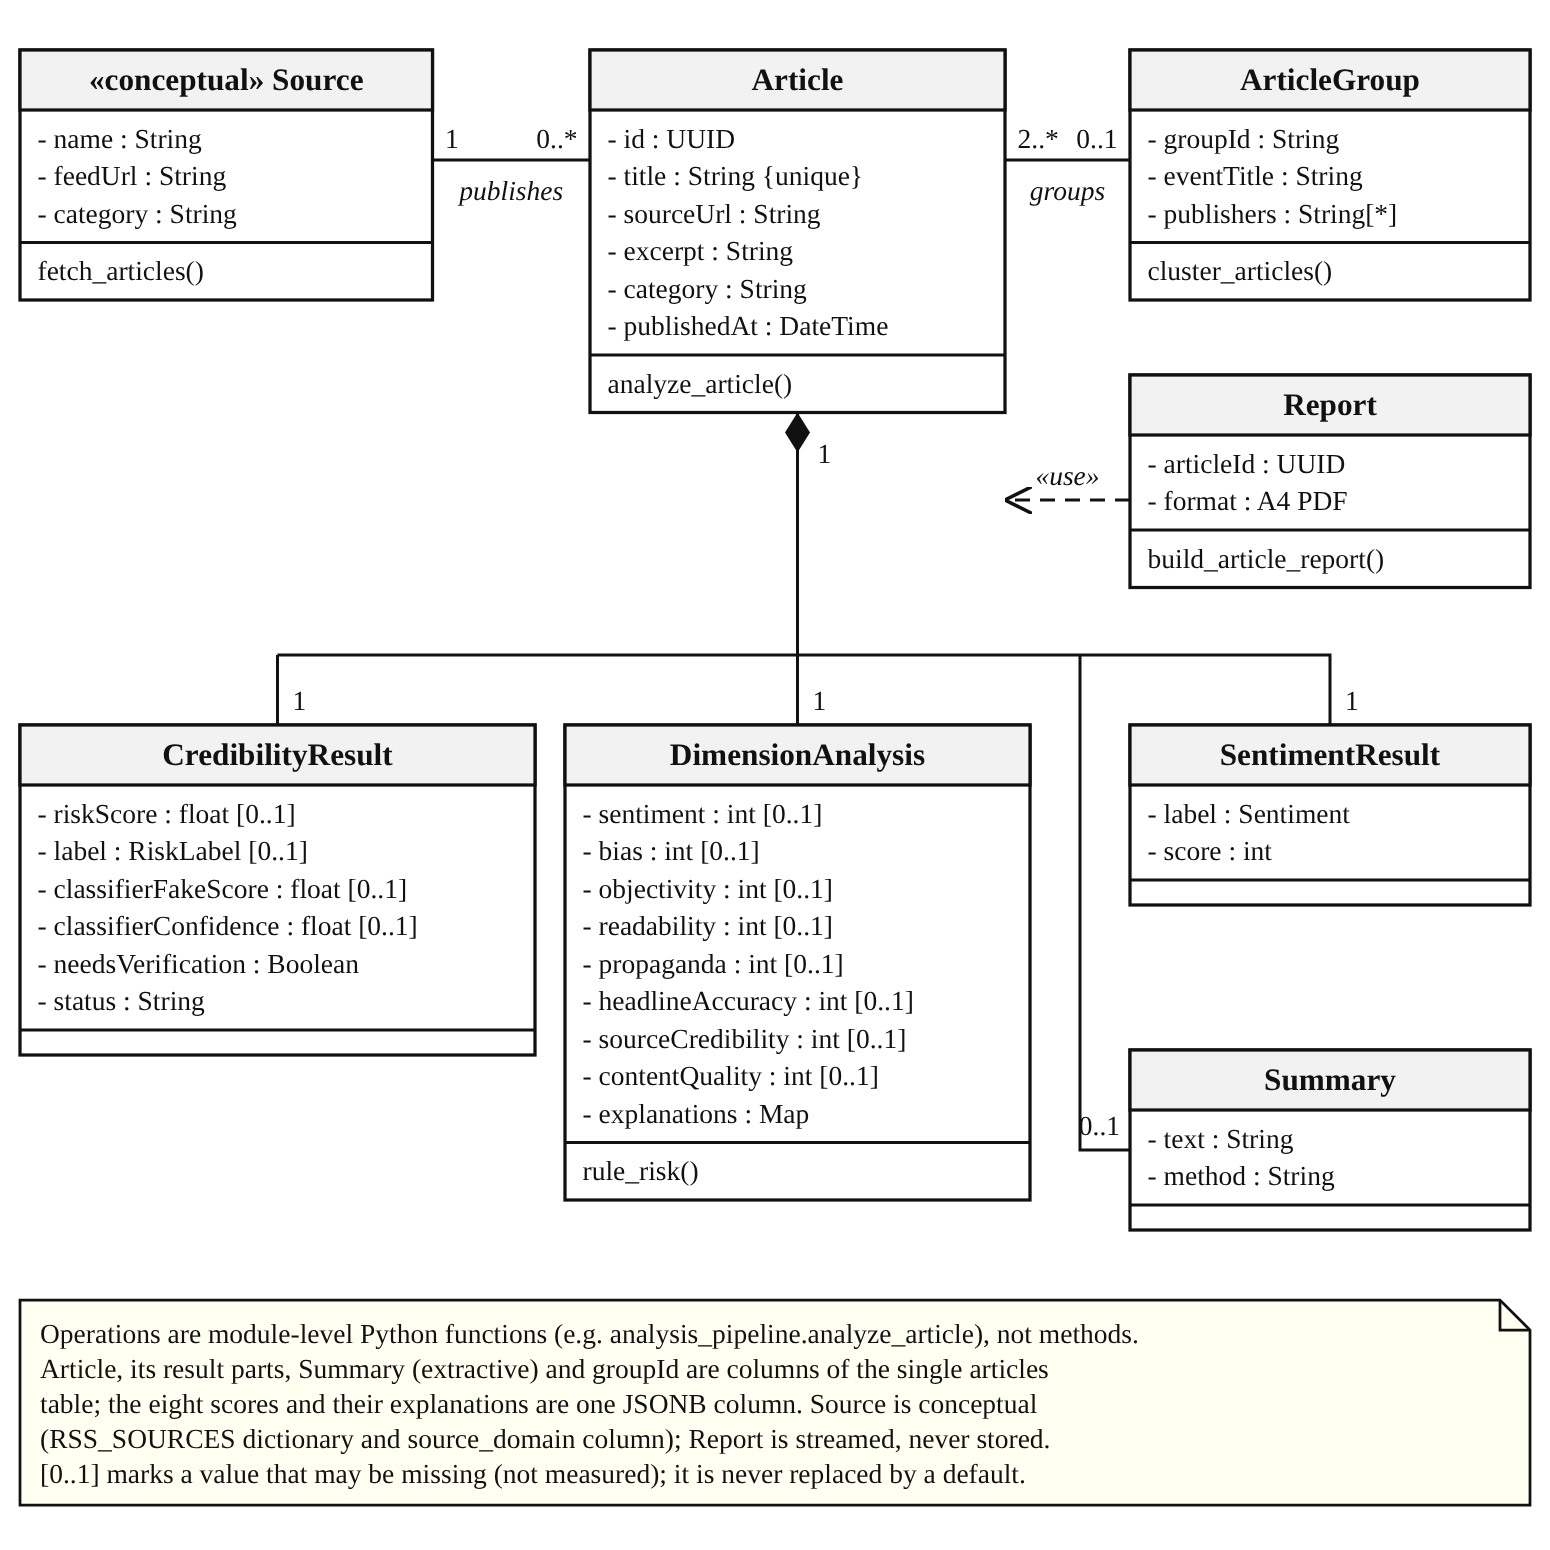 «conceptual» Source
- name : String
- feedUrl : String
- category : String
fetch_articles()
1
0..*
publishes
Article
- id : UUID
- title : String {unique}
- sourceUrl : String
- excerpt : String
- category : String
- publishedAt : DateTime
analyze_article()
2..*
0..1
groups
ArticleGroup
- groupId : String
- eventTitle : String
- publishers : String[*]
cluster_articles()
1
«use»
Report
- articleId : UUID
- format : A4 PDF
build_article_report()
1
CredibilityResult
- riskScore : float [0..1]
- label : RiskLabel [0..1]
- classifierFakeScore : float [0..1]
- classifierConfidence : float [0..1]
- needsVerification : Boolean
- status : String
1
DimensionAnalysis
- sentiment : int [0..1]
- bias : int [0..1]
- objectivity : int [0..1]
- readability : int [0..1]
- propaganda : int [0..1]
- headlineAccuracy : int [0..1]
- sourceCredibility : int [0..1]
- contentQuality : int [0..1]
- explanations : Map
rule_risk()
1
SentimentResult
- label : Sentiment
- score : int
0..1
Summary
- text : String
- method : String
Operations are module-level Python functions (e.g. analysis_pipeline.analyze_article), not methods.
Article, its result parts, Summary (extractive) and groupId are columns of the single articles
table; the eight scores and their explanations are one JSONB column. Source is conceptual
(RSS_SOURCES dictionary and source_domain column); Report is streamed, never stored.
[0..1] marks a value that may be missing (not measured); it is never replaced by a default.